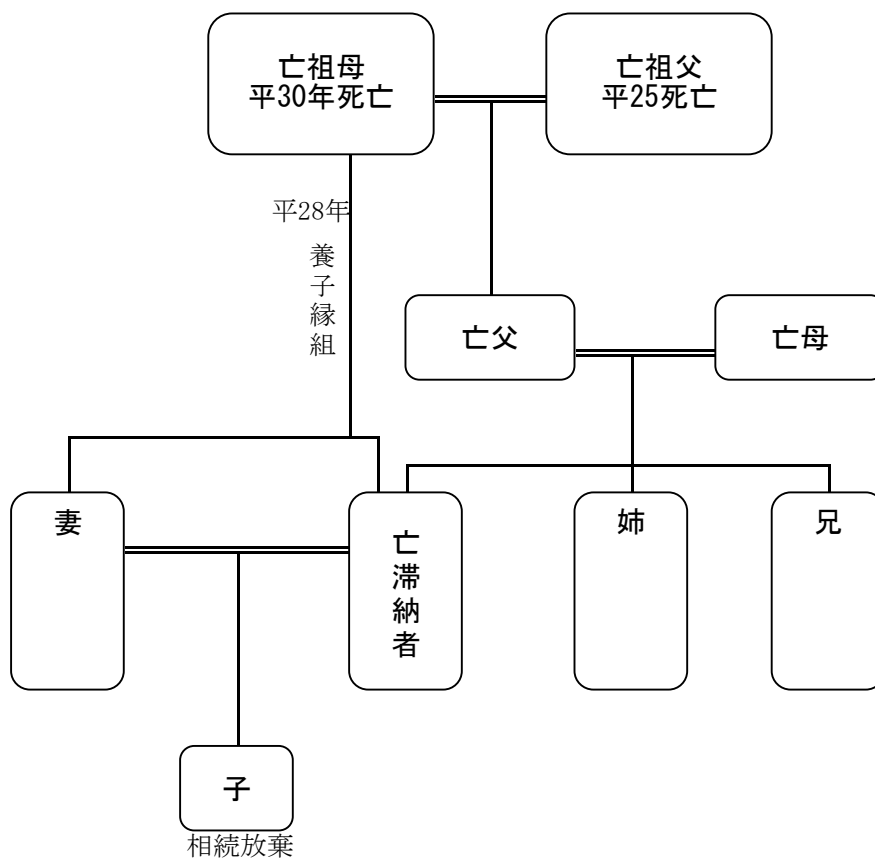 亡祖母
平30年死亡
亡祖父
平25死亡
平28年
養子縁組
亡父
亡母
妻
亡滞納者
姉
兄
子
相続放棄